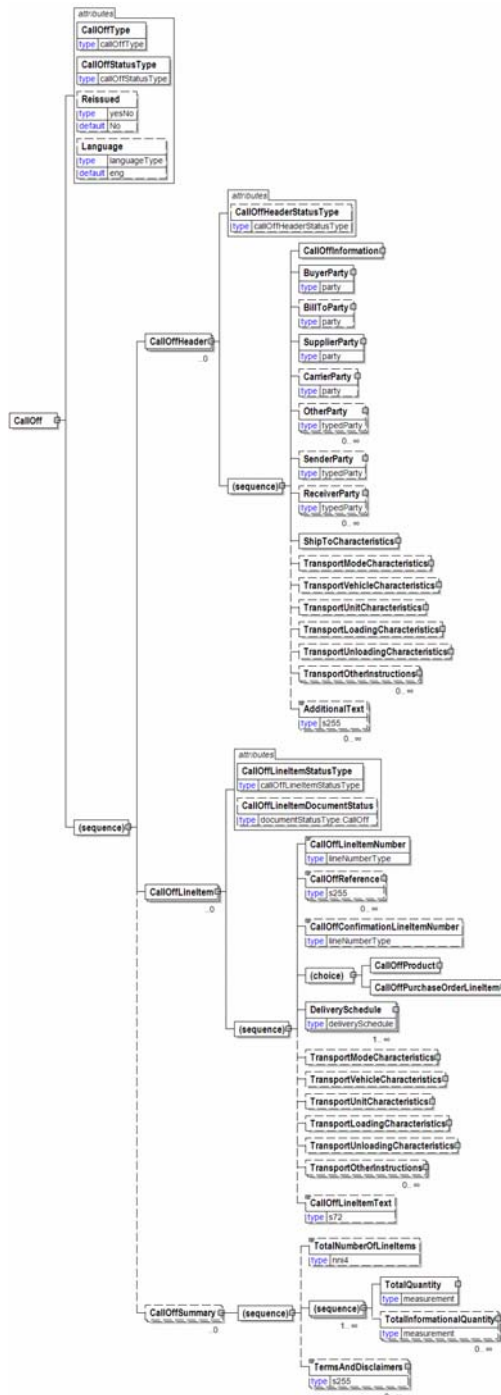 attributes
CallOffType
type callOffType
CallOffStatusType
type callOffStatusType
Reissued
type yesNo
default No
Language
type languageType
default eng
attributes
CallOffHeaderStatusType
type callOffHeaderStatusType
CallOffInformation
BuyerParty
type party
BillToParty
type party
CallOffHeader
..0
SupplierParty
type party
CarrierParty
type party
CallOff
OtherParty
type typedParty
0.. ∞
SenderParty
type typedParty
(sequence)
ReceiverParty
type typedParty
0.. ∞
ShipToCharacteristics
TransportModeCharacteristics
TransportVehicleCharacteristics
TransportUnitCharacteristics
TransportLoadingCharacteristics
TransportUnloadingCharacteristics
TransportOtherInstructions
0.. ∞
AdditionalText
type s255
0.. ∞
attributes
CallOffLineItemStatusType
type callOffLineItemStatusType
CallOffLineItemDocumentStatus
type documentStatusType.CallOff
(sequence)
CallOffLineItemNumber
type lineNumberType
CallOffLineItem
..0
CallOffReference
type s255
0.. ∞
CallOffConfirmationLineItemNumber
type lineNumberType
(choice)
CallOffProduct
CallOffPurchaseOrderLineItem
DeliverySchedule
type deliverySchedule
1.. ∞
(sequence)
TransportModeCharacteristics
TransportVehicleCharacteristics
TransportUnitCharacteristics
TransportLoadingCharacteristics
TransportUnloadingCharacteristics
TransportOtherInstructions
0.. ∞
CallOffLineItemText
type s72
TotalNumberOfLineItems
type nni4
CallOffSummary
..0
(sequence)
(sequence)
1.. ∞
TotalQuantity
type measurement
TotalInformationalQuantity
type measurement
0.. ∞
TermsAndDisclaimers
type s255